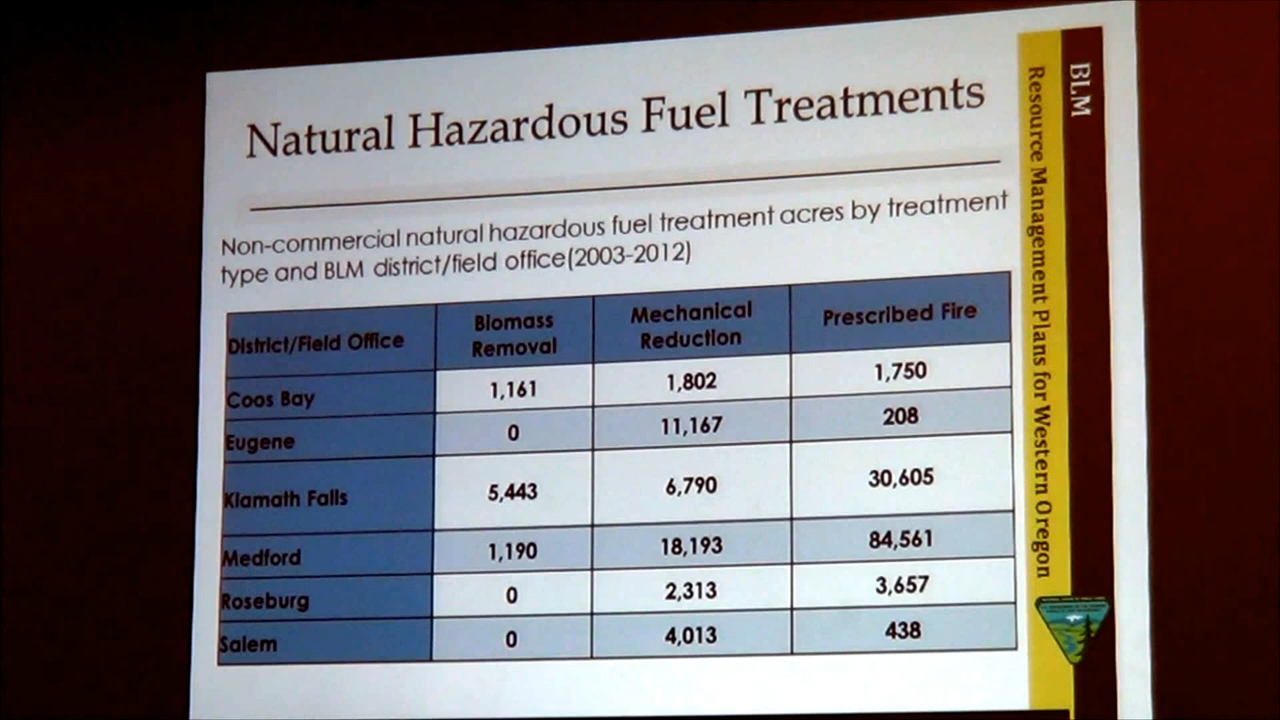 Natural Hazardous Fuel Treatments
Non-commercial natural hazardous fuel treatment acres by treatment
type and BLM district/field office(2003-2012)
District/Field Office Biomass Removal Mechanical Reduction Prescribed Fire
Coos Bay 1,161 1,802 1,750
Eugene 0 11,167 208
Klamath Falls 5,443 6,790 30,605
Medford 1,190 18,193 84,561
Roseburg 0 2,313 3,657
Salem 0 4,013 438
BLM
Resource Management Plans for Western Oregon